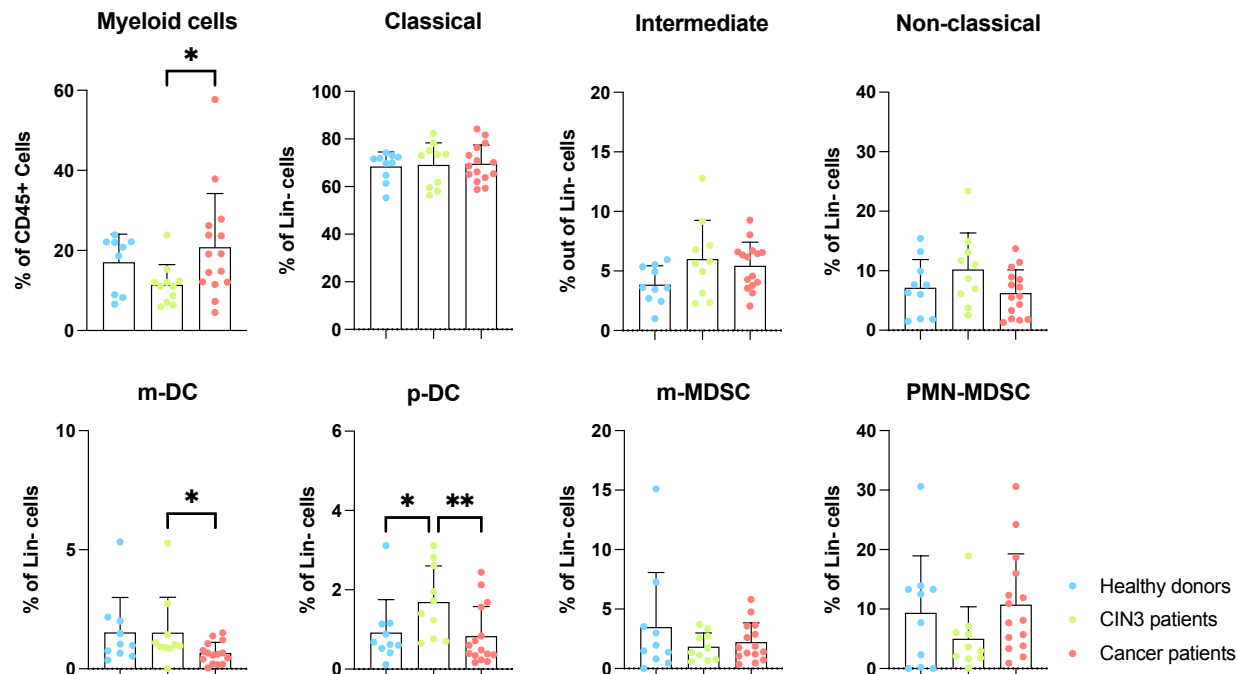 Myeloid cells
Classical
Intermediate
Non-classical
*
% of CD45+ Cells
60
40
20
0
% of Lin- cells
100
80
60
40
20
0
% out of Lin- cells
20
15
10
5
0
% of Lin- cells
40
30
20
10
0
m-DC
p-DC
m-MDSC
PMN-MDSC
% of Lin- cells
10
5
0
*
% of Lin- cells
6
4
2
0
* **
% of Lin- cells
20
15
10
5
0
% of Lin- cells
40
30
20
10
0
Healthy donors
CIN3 patients
Cancer patients